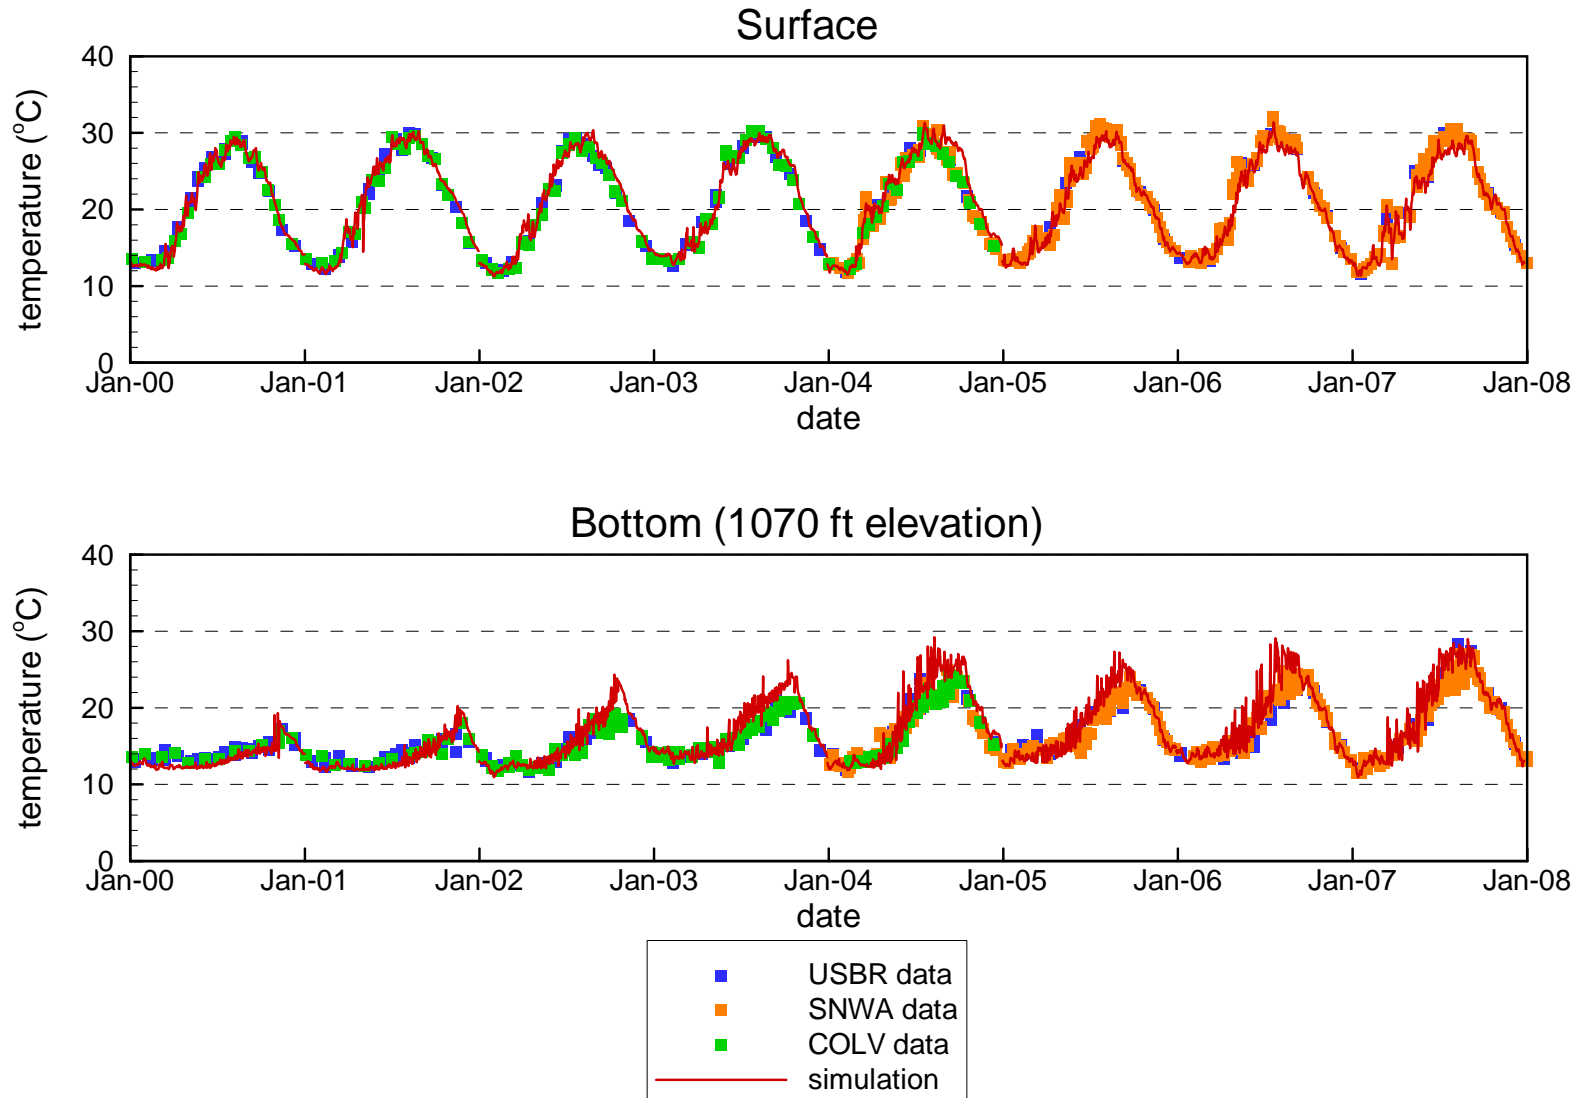 Surface
temperature (°C)
40
30
20
10
0
Jan-00 Jan-01 Jan-02 Jan-03 Jan-04 Jan-05 Jan-06 Jan-07 Jan-08
date
Bottom (1070 ft elevation)
temperature (°C)
40
30
20
10
0
Jan-00 Jan-01 Jan-02 Jan-03 Jan-04 Jan-05 Jan-06 Jan-07 Jan-08
date
USBR data
SNWA data
COLV data
simulation